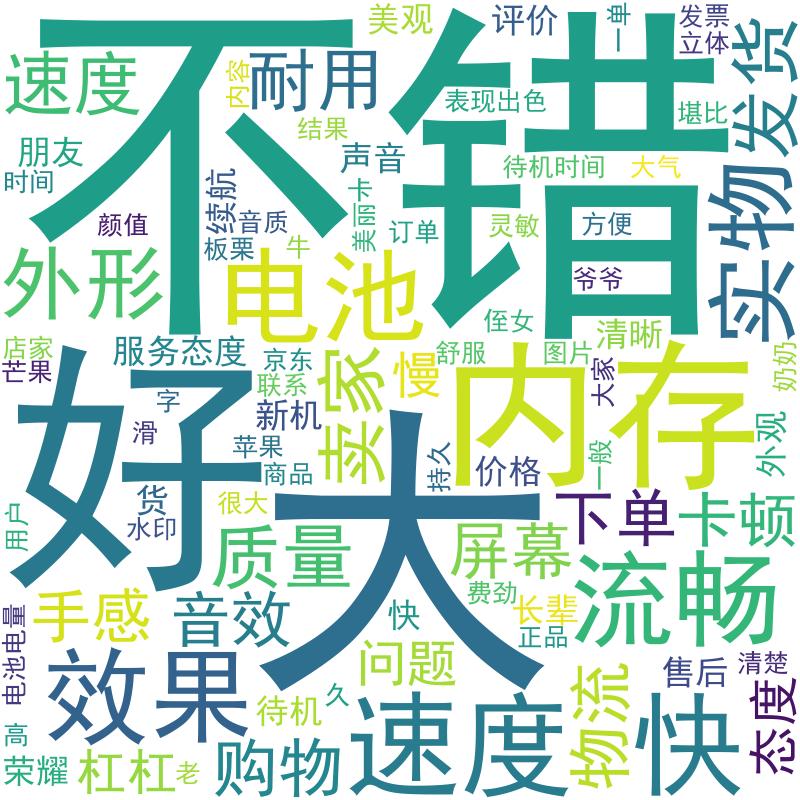 不错
美观
评价
一单
发票
立体
实物发货
速度
内容
耐用
表现出色
堪比
朋友
结果
声音
待机时间
大气
时间
续航
颜值
音质
美丽卡
订单
灵敏
方便
板栗
牛
外形
电池
爷爷
侄女
清晰
店家
芒果
服务态度
京东
卖家
慢
舒服
图片
大家
奶奶
联系
内存
好
字
新机
滑
苹果
商品
持久
价格
一般
外观
大
货
水印
很大
用户
下单
卡顿
质量
屏幕
流畅
手感
音效
快
费劲
长辈
正品
电池电量
效果
问题
物流
售后
清楚
态度
待机
久
速度
快
高
荣耀
杠杠
老
购物